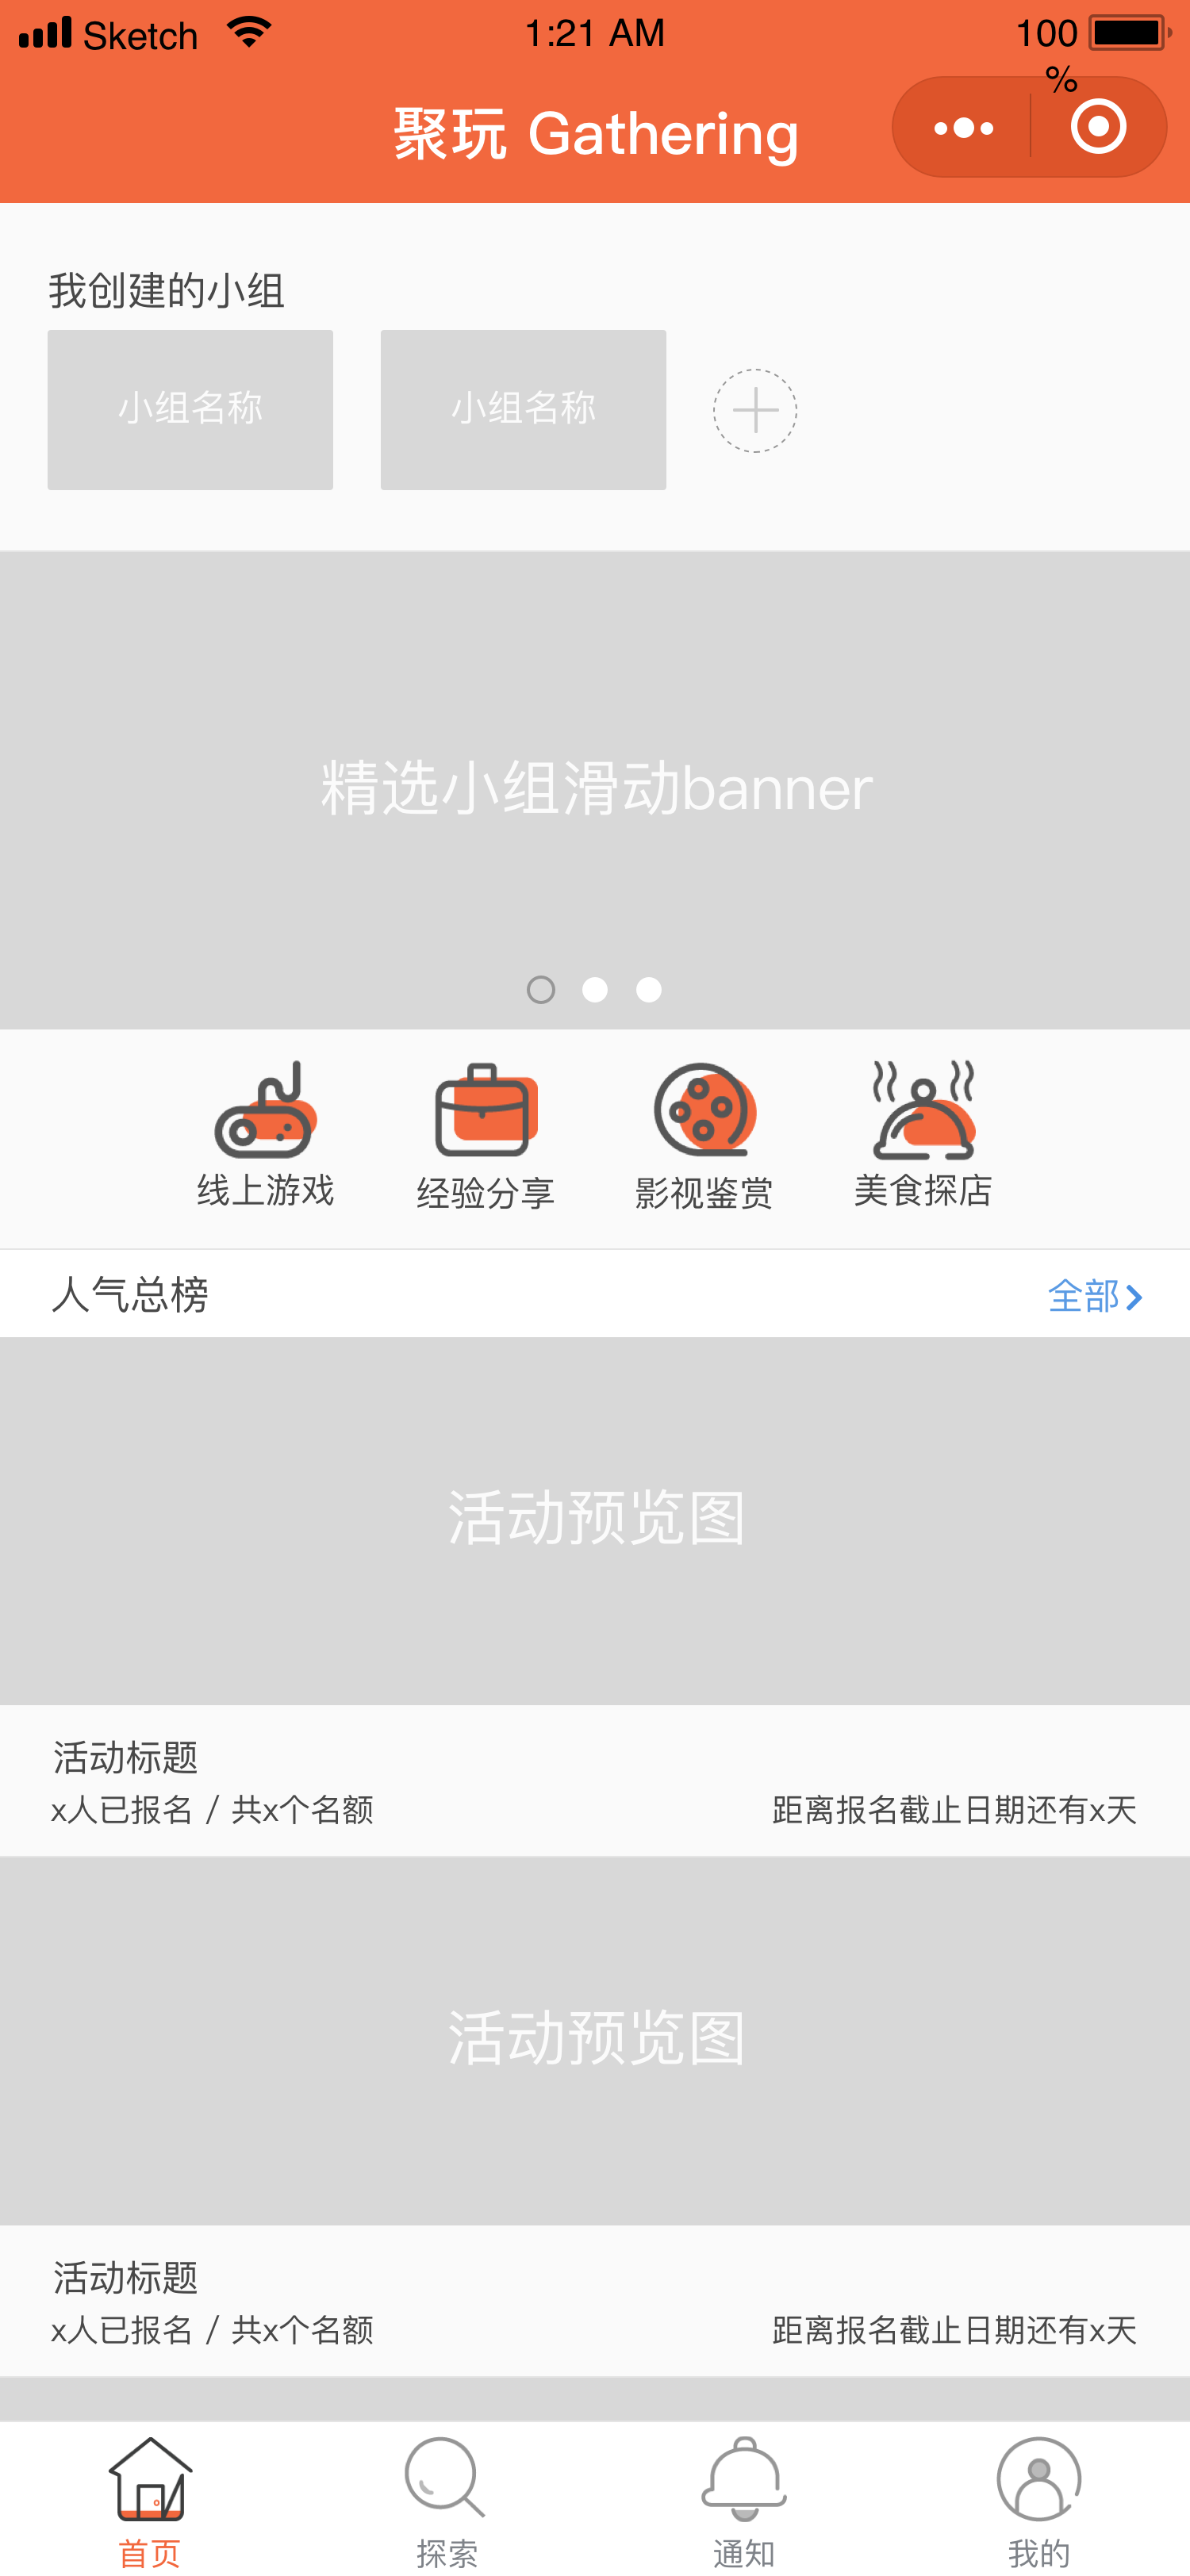 Sketch 1:21 AM 100
%
聚玩 Gathering
我创建的小组
小组名称 小组名称
精选小组滑动banner
线上游戏 经验分享 影视鉴赏 美食探店
人气总榜 全部
活动预览图
活动标题
x人已报名 / 共x个名额 距离报名截止日期还有x天
活动预览图
活动标题
x人已报名 / 共x个名额 距离报名截止日期还有x天
首页 探索 通知 我的